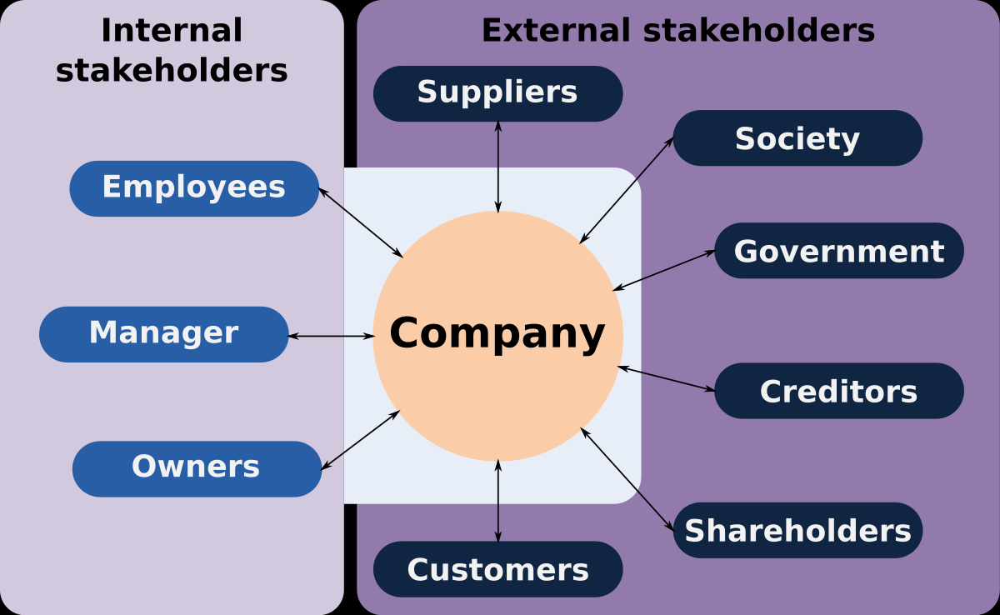 Internal
stakeholders
Employees
Manager
Owners
External stakeholders
Suppliers
Society
Government
Company
Creditors
Shareholders
Customers